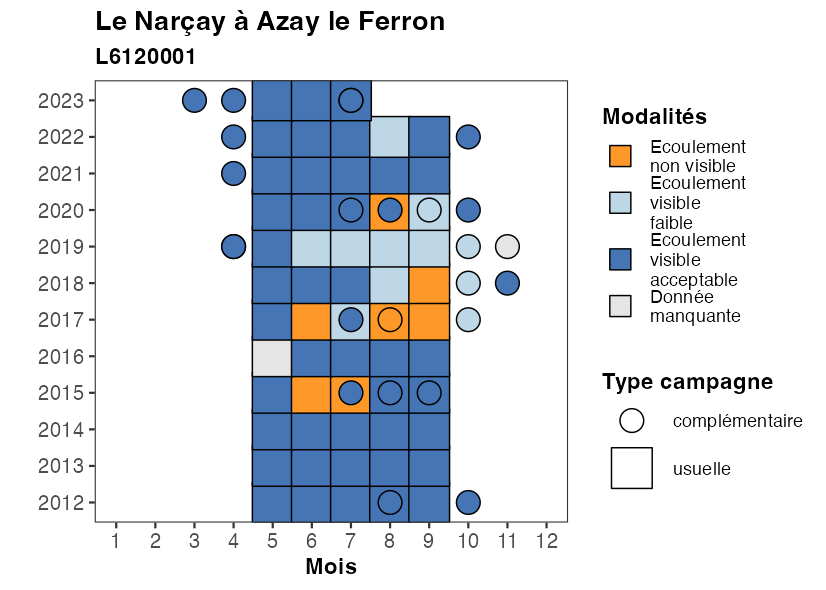 Le Narçay à Azay le Ferron
L6120001
2023
2022
2021
2020
2019
2018
2017
2016
2015
2014
2013
2012
1 2 3 4 5 6 7 8 9 10 11 12
Mois
Modalités
Ecoulement
non visible
Ecoulement
visible
faible
Ecoulement
visible
acceptable
Donnée
manquante
Type campagne
complémentaire
usuelle